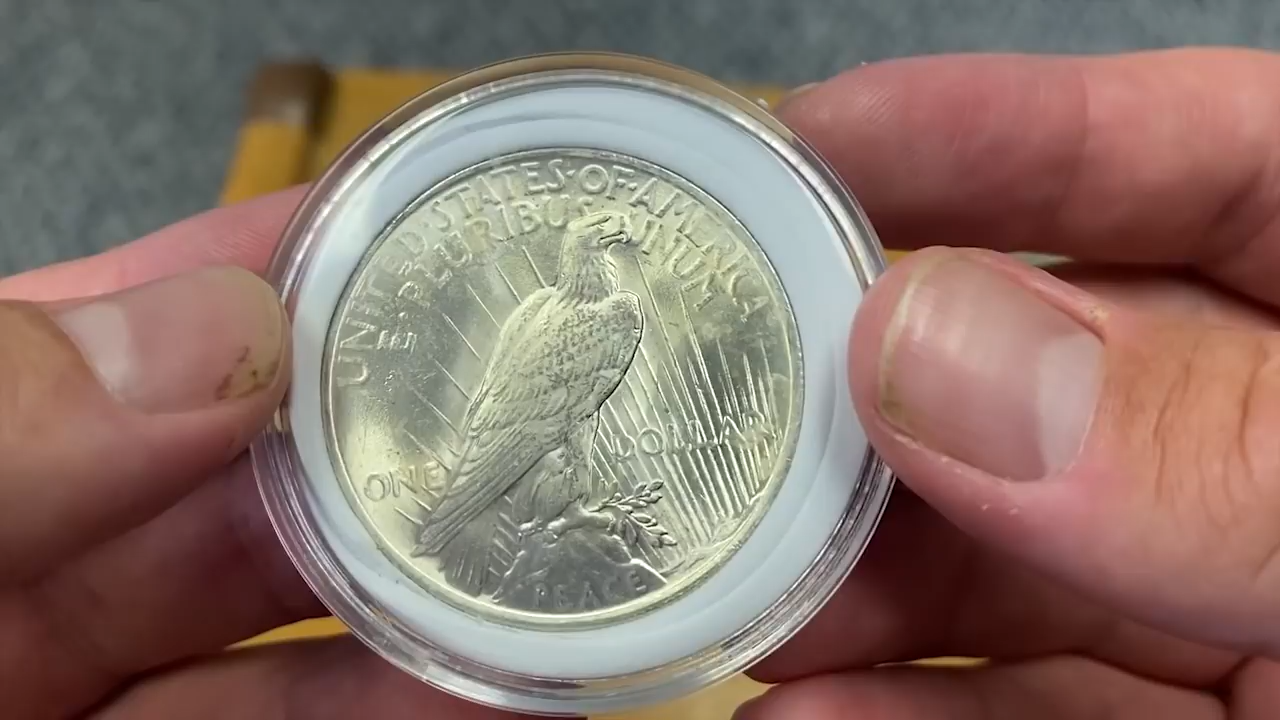 UNITED·STATES·OF·AMERICA
E·PLURIBUS UNUM
ONE DOLLAR
PEACE